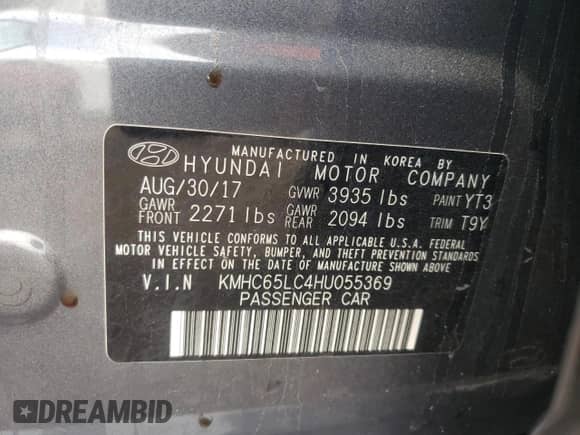 MANUFACTURED IN KOREA BY
HYUNDAI MOTOR COMPANY
AUG/30/17 GVWR 3935 lbs PAINT YT3
GAWR FRONT 2271 lbs GAWR REAR 2094 lbs TRIM T9Y
THIS VEHICLE CONFORMS TO ALL APPLICABLE U.S.A. FEDERAL
MOTOR VEHICLE SAFETY, BUMPER, AND THEFT PREVENTION STANDARDS
IN EFFECT ON THE DATE OF MANUFACTURE SHOWN ABOVE.
V.I.N KMHC65LC4HU055369
PASSENGER CAR
DREAMBID